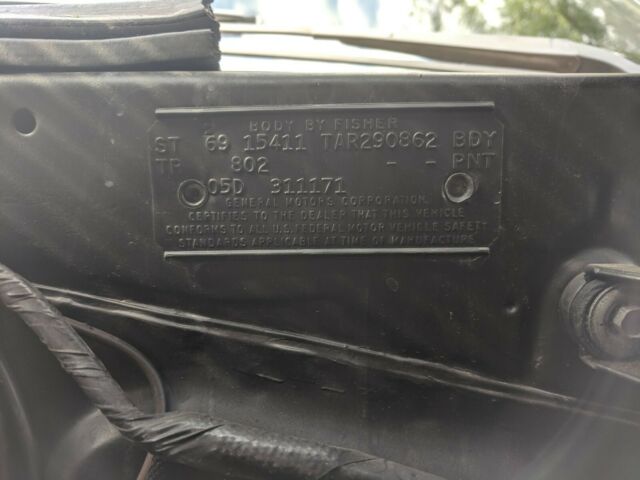 BODY BY FISHER
ST 69 15411 TAR290862 BDY
TR 802 - - PNT
05D 311171
GENERAL MOTORS CORPORATION
CERTIFIES TO THE DEALER THAT THIS VEHICLE
CONFORMS TO ALL U.S. FEDERAL MOTOR VEHICLE SAFETY
STANDARDS APPLICABLE AT TIME OF MANUFACTURE